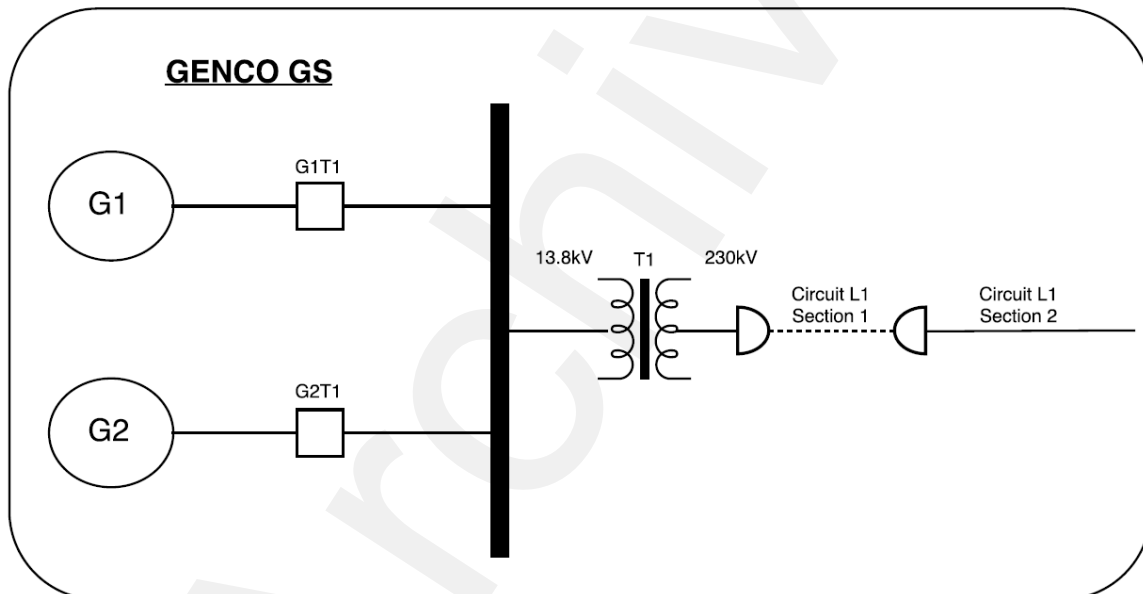 GENCO GS
G1T1
G1
13.8kV
T1
230kV
Circuit L1
Section 1
Circuit L1
Section 2
G2T1
G2